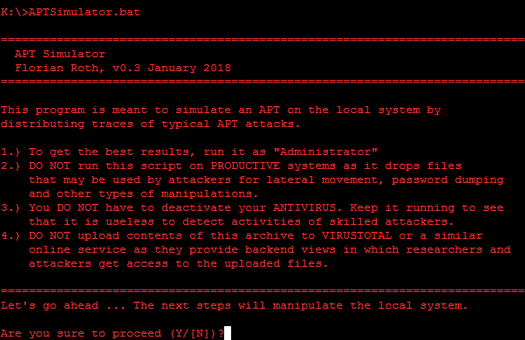 K:\>APTSimulator.bat
===========================================================================
APT Simulator
Florian Roth, v0.3 January 2018
===========================================================================
This program is meant to simulate an APT on the local system by
distributing traces of typical APT attacks.
1.) To get the best results, run it as "Administrator"
2.) DO NOT run this script on PRODUCTIVE systems as it drops files
that may be used by attackers for lateral movement, password dumping
and other types of manipulations.
3.) You DO NOT have to deactivate your ANTIVIRUS. Keep it running to see
that it is useless to detect activities of skilled attackers.
4.) DO NOT upload contents of this archive to VIRUSTOTAL or a similar
online service as they provide backend views in which researchers and
attackers get access to the uploaded files.
===========================================================================
Let's go ahead ... The next steps will manipulate the local system.
Are you sure to proceed (Y/[N])?